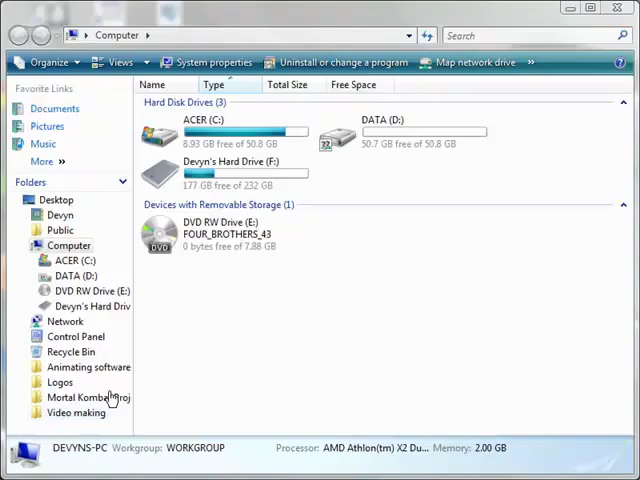 Computer
Search
Organize Views System properties Uninstall or change a program Map network drive »
Favorite Links
Documents
Pictures
Music
More »
Folders
Desktop
Devyn
Public
Computer
ACER (C:)
DATA (D:)
DVD RW Drive (E:)
Devyn's Hard Driv
Network
Control Panel
Recycle Bin
Animating software
Logos
Mortal Komba Proj
Video making
Name Type Total Size Free Space
Hard Disk Drives (3)
ACER (C:)
8.93 GB free of 50.8 GB
DATA (D:)
50.7 GB free of 50.8 GB
Devyn's Hard Drive (F:)
177 GB free of 232 GB
Devices with Removable Storage (1)
DVD RW Drive (E:)
FOUR_BROTHERS_43
0 bytes free of 7.88 GB
DVD
DEVYNS-PC Workgroup: WORKGROUP Processor: AMD Athlon(tm) X2 Du... Memory: 2.00 GB